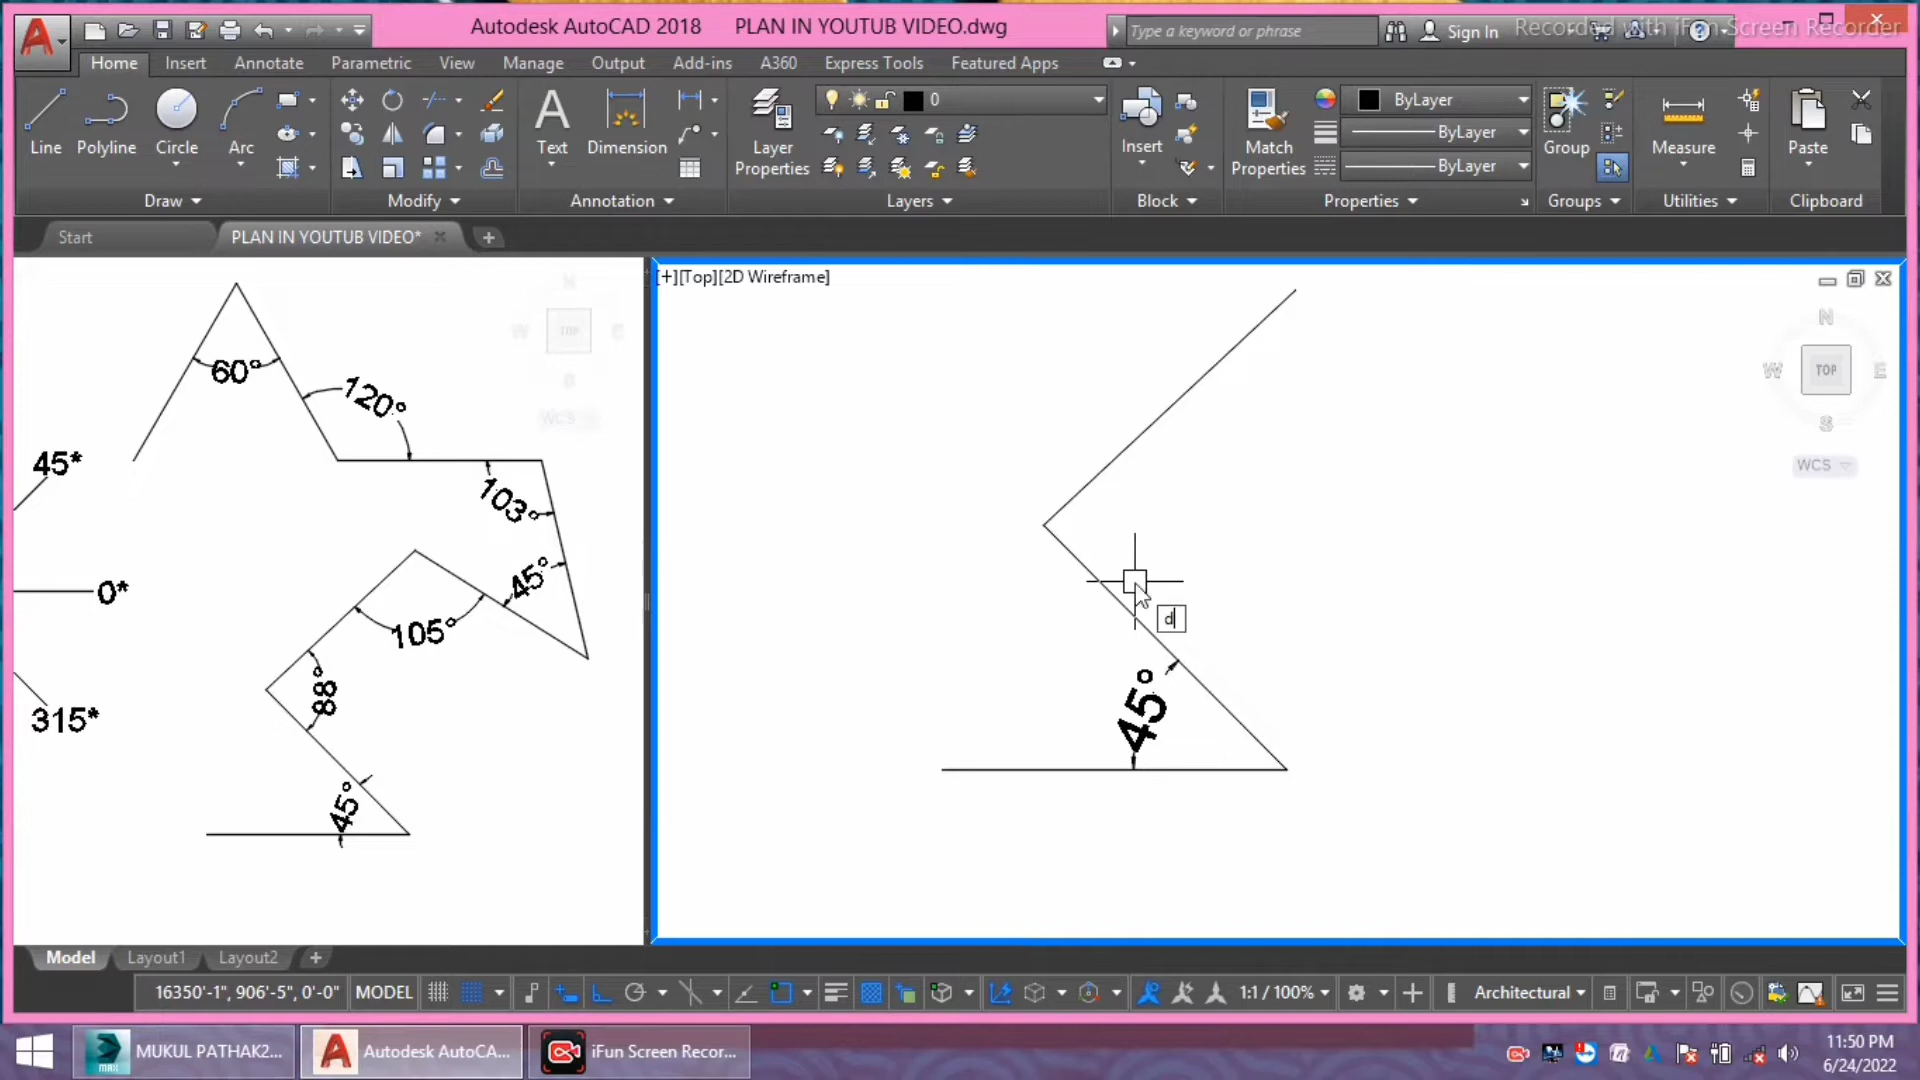 Autodesk AutoCAD 2018 PLAN IN YOUTUB VIDEO.dwg
Type a keyword or phrase
Sign In
Recorded with iFun Screen Recorder
Home Insert Annotate Parametric View Manage Output Add-ins A360 Express Tools Featured Apps
Line Polyline Circle Arc
Text Dimension
Layer Properties
0
Insert
Match Properties
ByLayer
ByLayer
ByLayer
Group
Measure
Paste
Draw Modify Annotation Layers Block Properties Groups Utilities Clipboard
Start PLAN IN YOUTUB VIDEO*
[+][Top][2D Wireframe]
N
W TOP E
S
WCS
60°
120°
45*
103°
0*
45°
105°
88°
315*
45°
N
W TOP E
S
WCS
d
45°
Model Layout1 Layout2
16350'-1", 906'-5", 0'-0" MODEL 1:1 / 100% Architectural
MUKUL PATHAK2... Autodesk AutoCA... iFun Screen Recor...
MAX
11:50 PM
6/24/2022